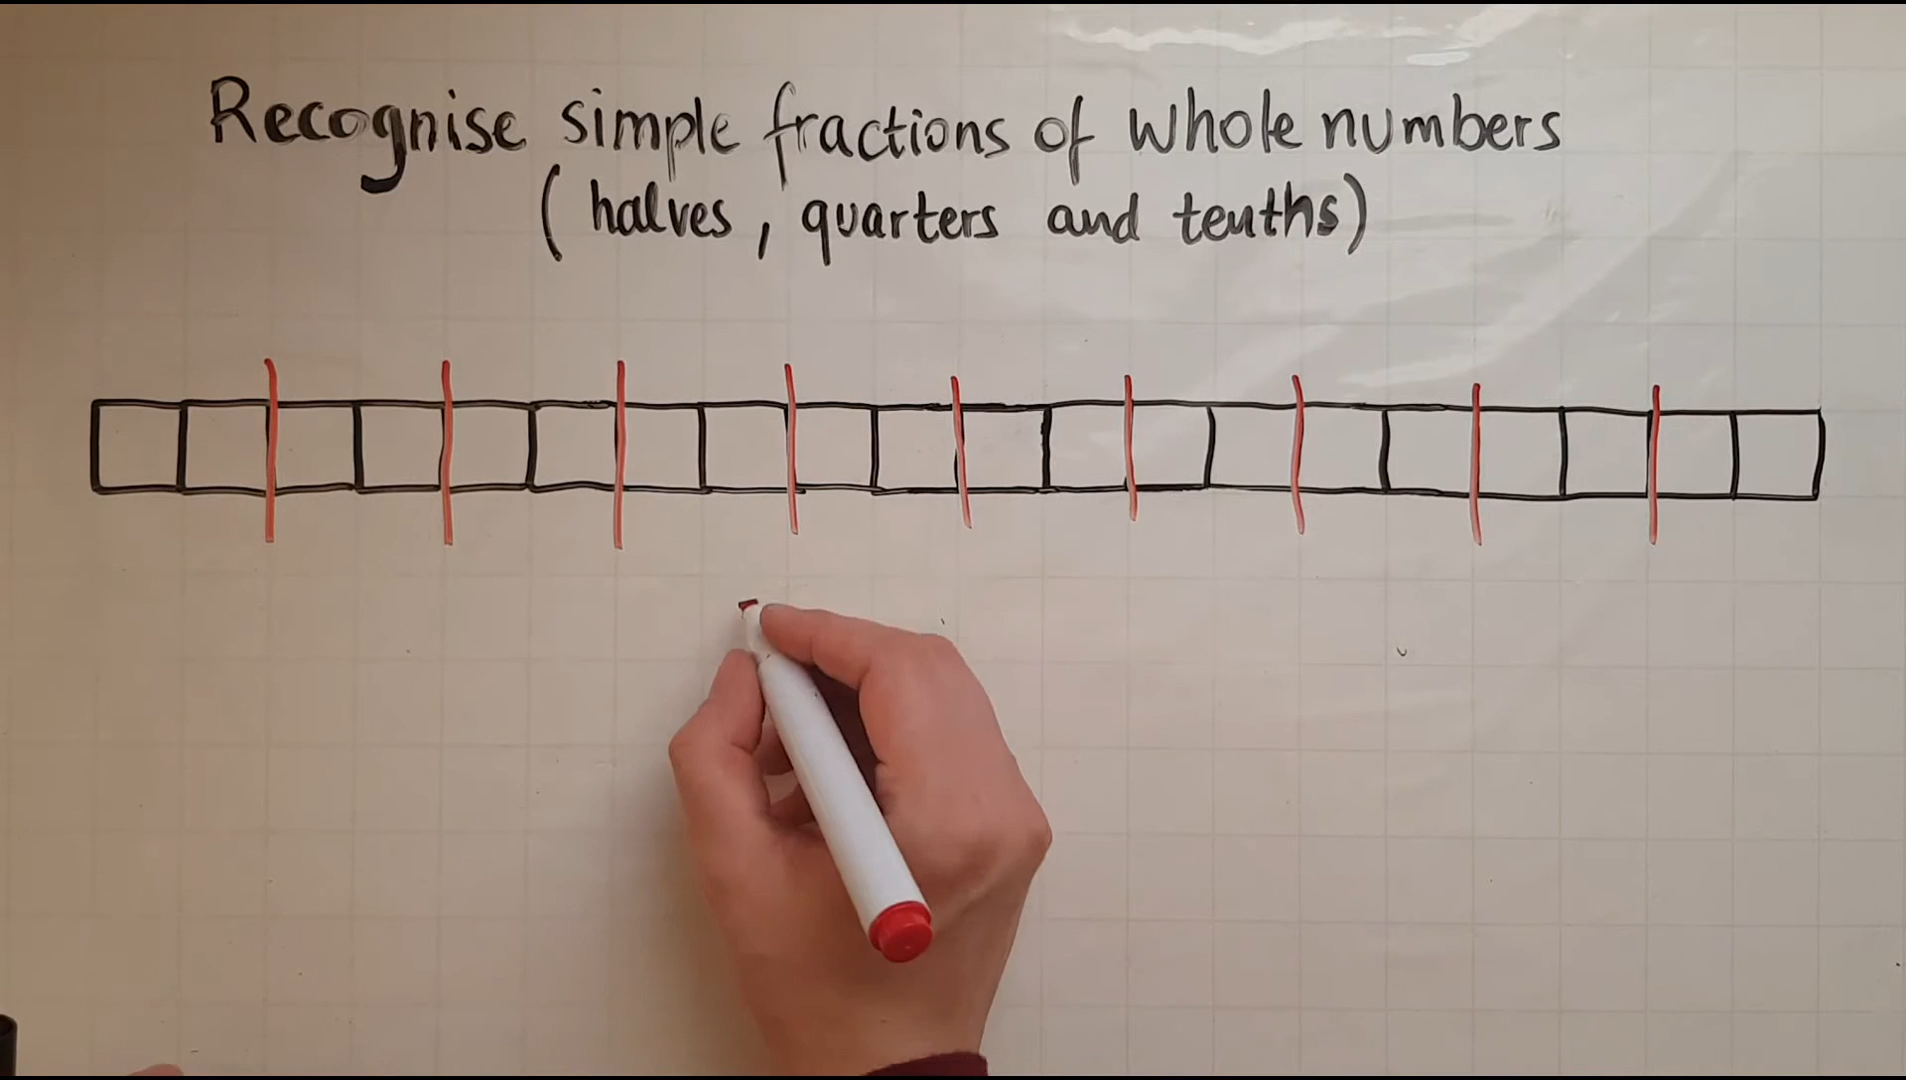 Recognise simple fractions of whole numbers
(halves, quarters and tenths)